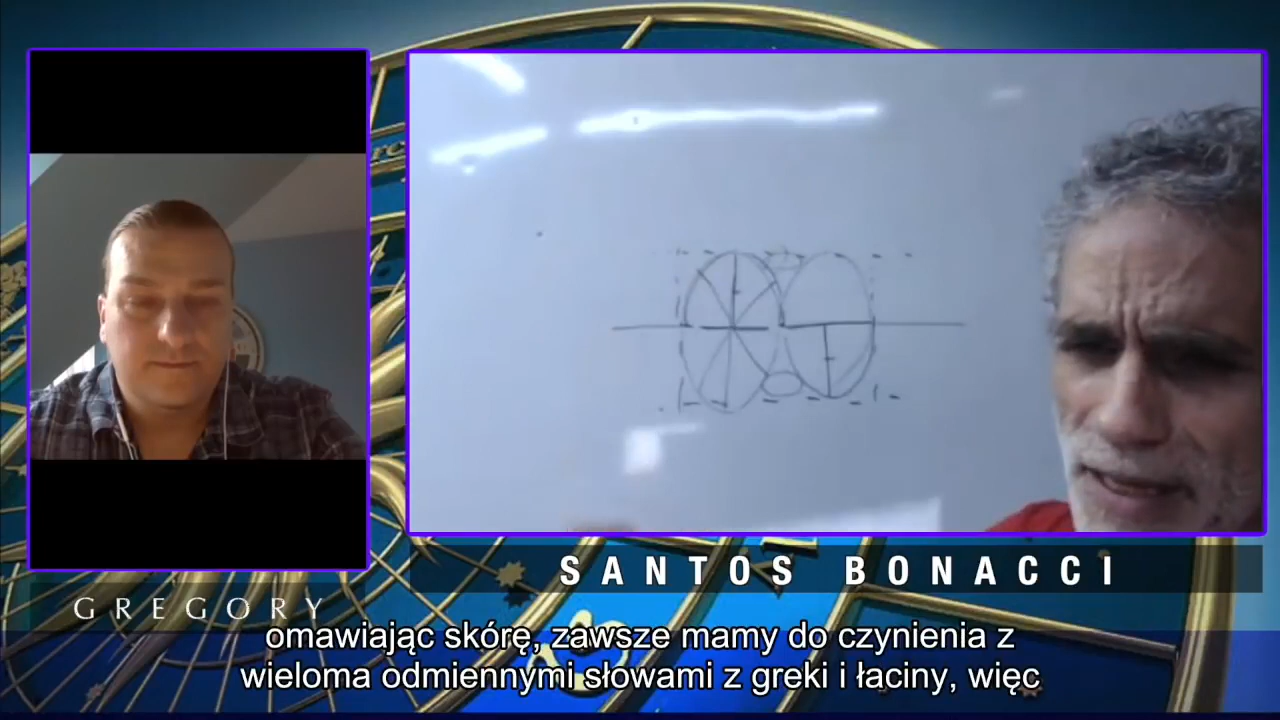 SANTOS BONACCI
GREGORY
omawiając skórę, zawsze mamy do czynienia z
wieloma odmiennymi słowami z greki i łaciny, więc